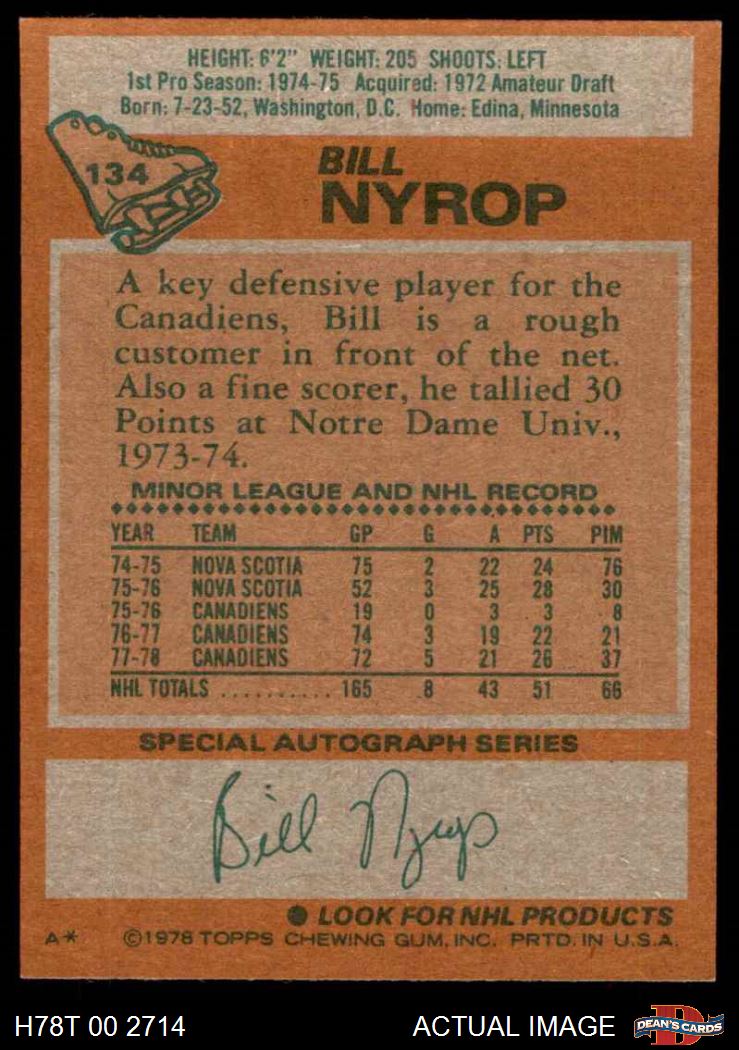 HEIGHT: 6'2" WEIGHT: 205 SHOOTS: LEFT
1st Pro Season: 1974-75 Acquired: 1972 Amateur Draft
Born: 7-23-52, Washington, D.C. Home: Edina, Minnesota
134
BILL
NYROP
A key defensive player for the
Canadiens, Bill is a rough
customer in front of the net.
Also a fine scorer, he tallied 30
Points at Notre Dame Univ.,
1973-74.
MINOR LEAGUE AND NHL RECORD
YEAR TEAM GP G A PTS PIM
74-75 NOVA SCOTIA 75 2 22 24 76
75-76 NOVA SCOTIA 52 3 25 28 30
75-76 CANADIENS 19 0 3 3 8
76-77 CANADIENS 74 3 19 22 21
77-78 CANADIENS 72 5 21 26 37
NHL TOTALS .......... 165 8 43 51 66
SPECIAL AUTOGRAPH SERIES
Bill Nyrop
● LOOK FOR NHL PRODUCTS
A* ©1978 TOPPS CHEWING GUM, INC. PRTD. IN U.S.A.
H78T 00 2714 ACTUAL IMAGE D DEAN'S CARDS